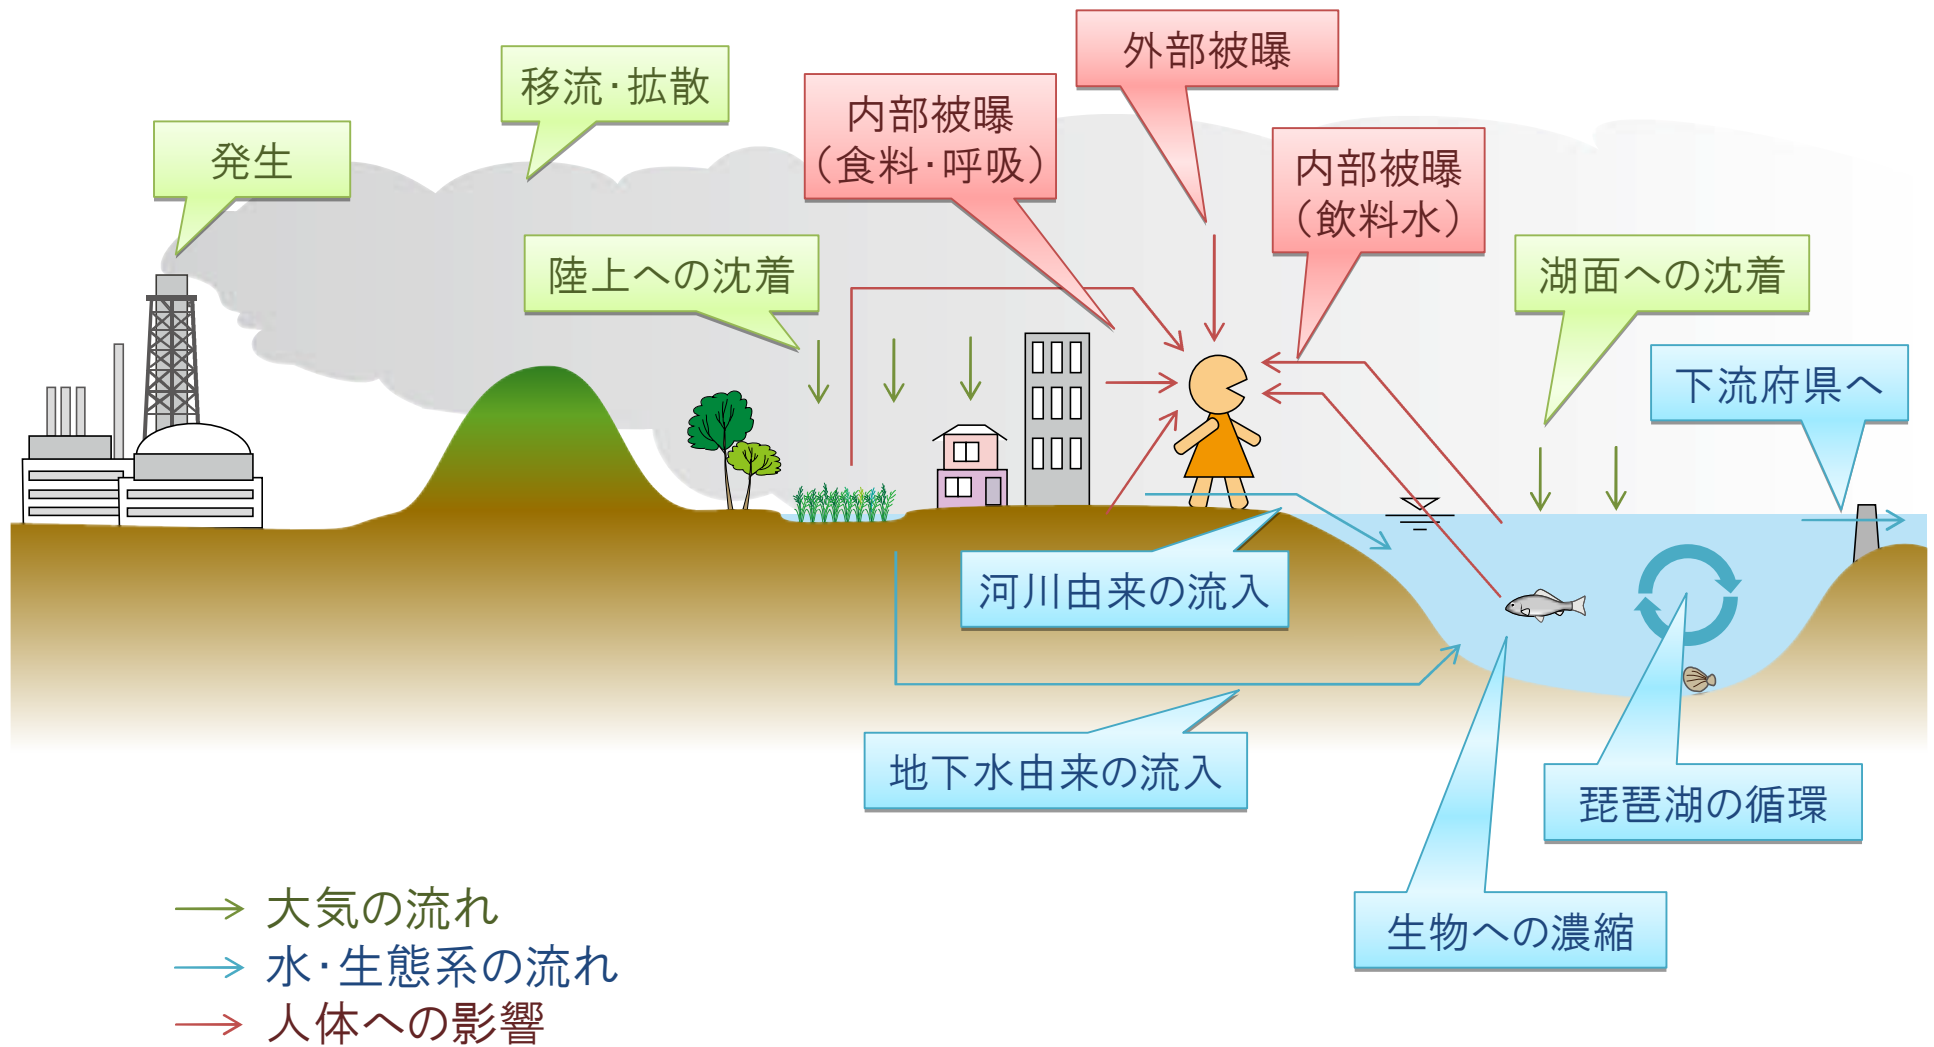 外部被曝
移流･拡散
内部被曝
(食料･呼吸)
発生
内部被曝
(飲料水)
陸上への沈着
湖面への沈着
下流府県へ
河川由来の流入
地下水由来の流入
琵琶湖の循環
生物への濃縮
大気の流れ
水･生態系の流れ
人体への影響